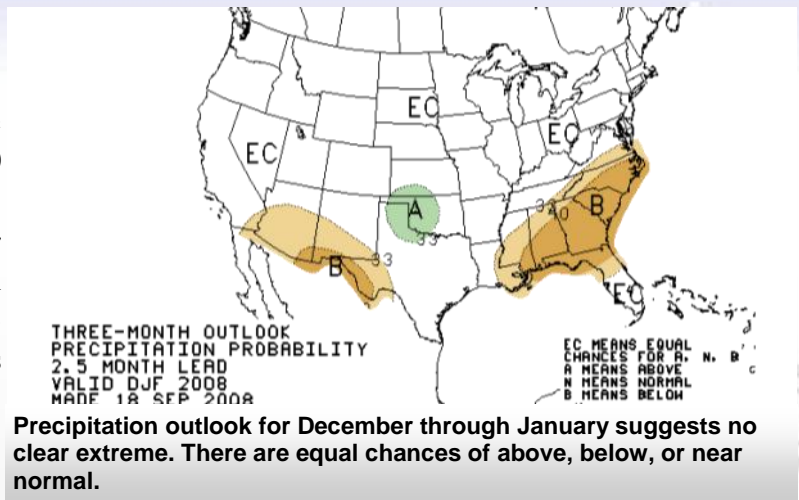 EC
EC
EC
A
33
33
40
B
B
33
EC
THREE-MONTH OUTLOOK
PRECIPITATION PROBABILITY
2.5 MONTH LEAD
VALID DJF 2008
MADE 18 SEP 2008
EC MEANS EQUAL
CHANCES FOR A, N, B
A MEANS ABOVE
N MEANS NORMAL
B MEANS BELOW
Precipitation outlook for December through January suggests no
clear extreme. There are equal chances of above, below, or near
normal.